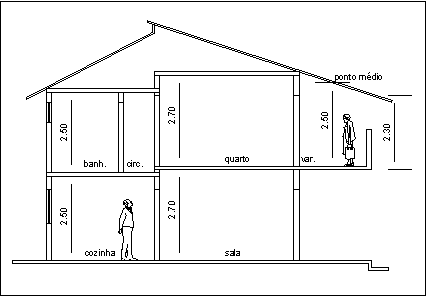 ponto médio
2.50
2.70
2.50
2.30
banh.
circ.
quarto
var.
2.50
2.70
cozinha
sala